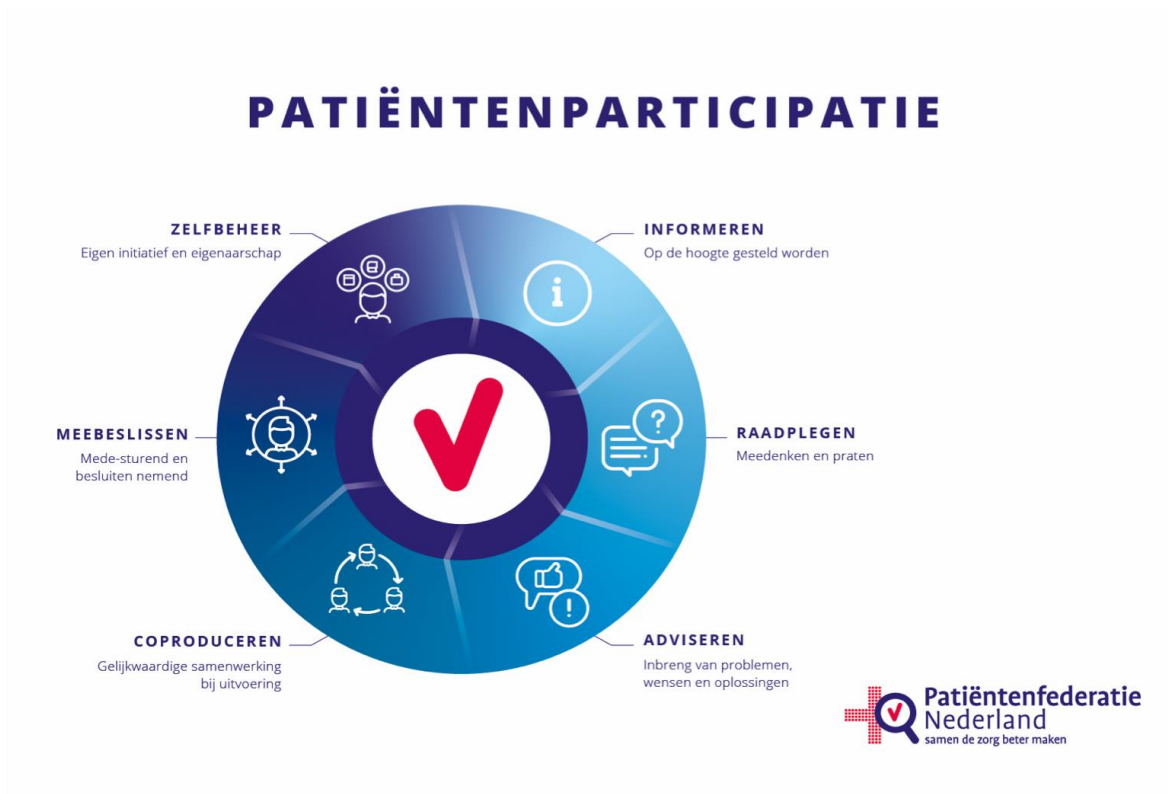 PATIËNTENPARTICIPATIE
ZELFBEHEER
Eigen initiatief en eigenaarschap
INFORMEREN
Op de hoogte gesteld worden
i
MEEBESLISSEN
Mede-sturend en
besluiten nemend
?
RAADPLEGEN
Meedenken en praten
COPRODUCEREN
Gelijkwaardige samenwerking
bij uitvoering
!
ADVISEREN
Inbreng van problemen,
wensen en oplossingen
Patiëntenfederatie
Nederland
samen de zorg beter maken